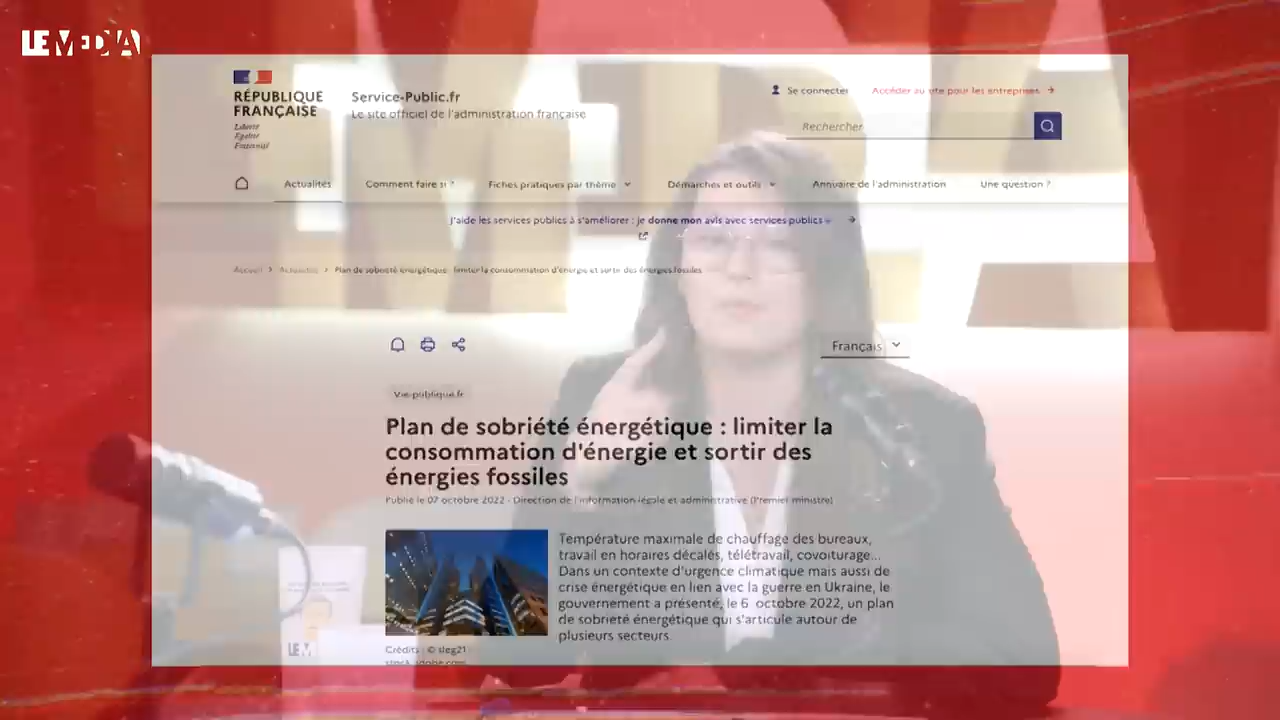 LE MEDIA
RÉPUBLIQUE
FRANÇAISE
Liberté
Égalité
Fraternité
Service-Public.fr
Le site officiel de l'administration française
Se connecter
Accéder au site pour les entreprises
Rechercher
Actualités
Comment faire si ?
Fiches pratiques par thème
Démarches et outils
Annuaire de l'administration
Une question ?
J'aide les services publics à s'améliorer : je donne mon avis avec services publics +
Accueil > Actualités > Plan de sobriété énergétique : limiter la consommation d'énergie et sortir des énergies fossiles
Français
Vie-publique.fr
Plan de sobriété énergétique : limiter la
consommation d'énergie et sortir des
énergies fossiles
Publié le 07 octobre 2022 - Direction de l'information légale et administrative (Premier ministre)
Température maximale de chauffage des bureaux,
travail en horaires décalés, télétravail, covoiturage...
Dans un contexte d'urgence climatique mais aussi de
crise énergétique en lien avec la guerre en Ukraine, le
gouvernement a présenté, le 6 octobre 2022, un plan
de sobriété énergétique qui s'articule autour de
plusieurs secteurs.
Crédits : © sleg21
stock.adobe.com
LE M